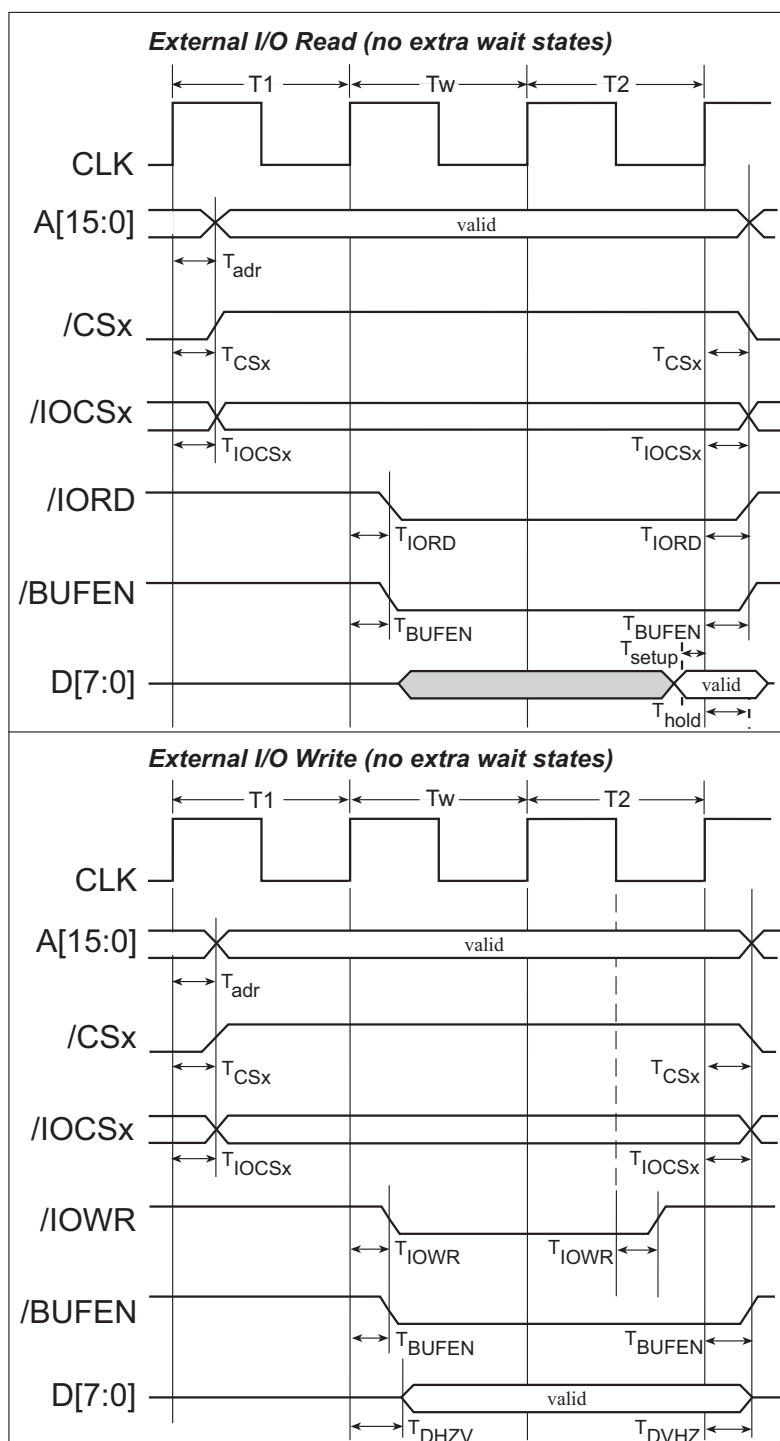 External I/O Read (no extra wait states)
T1 Tw T2
CLK
A[15:0] valid
Tadr
/CSx
TCSx TCSx
/IOCSx
TIOCSx TIOCSx
/IORD
TIORD TIORD
/BUFEN
TBUFEN TBUFEN
Tsetup
D[7:0] valid
Thold
External I/O Write (no extra wait states)
T1 Tw T2
CLK
A[15:0] valid
Tadr
/CSx
TCSx TCSx
/IOCSx
TIOCSx TIOCSx
/IOWR
TIOWR TIOWR
/BUFEN
TBUFEN TBUFEN
D[7:0] valid
TDHZV TDVHZ